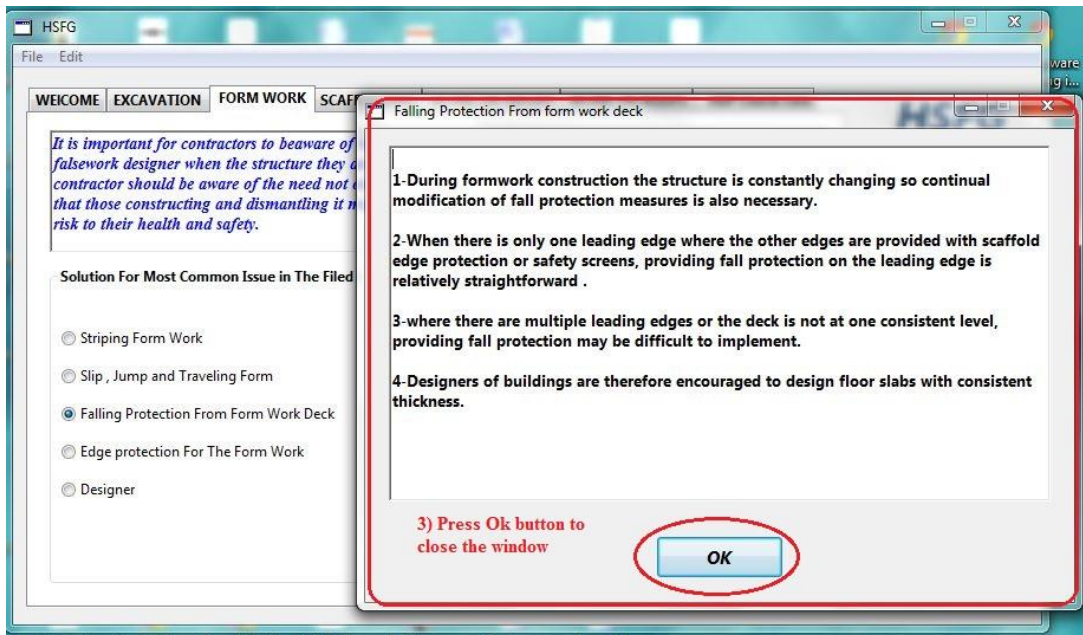 HSFG
File Edit
WElCOME EXCAVATION FORM WORK SCAFF
It is important for contractors to beaware of
falsework designer when the structure they
contractor should be aware of the need not
that those constructing and dismantling it
risk to their health and safety.
Solution For Most Common Issue in The Filed
Striping Form Work
Slip , Jump and Traveling Form
Falling Protection From Form Work Deck
Edge protection For The Form Work
Designer
Falling Protection From form work deck
HSFG
1-During formwork construction the structure is constantly changing so continual
modification of fall protection measures is also necessary.
2-When there is only one leading edge where the other edges are provided with scaffold
edge protection or safety screens, providing fall protection on the leading edge is
relatively straightforward .
3-where there are multiple leading edges or the deck is not at one consistent level,
providing fall protection may be difficult to implement.
4-Designers of buildings are therefore encouraged to design floor slabs with consistent
thickness.
3) Press Ok button to
close the window
OK
ware